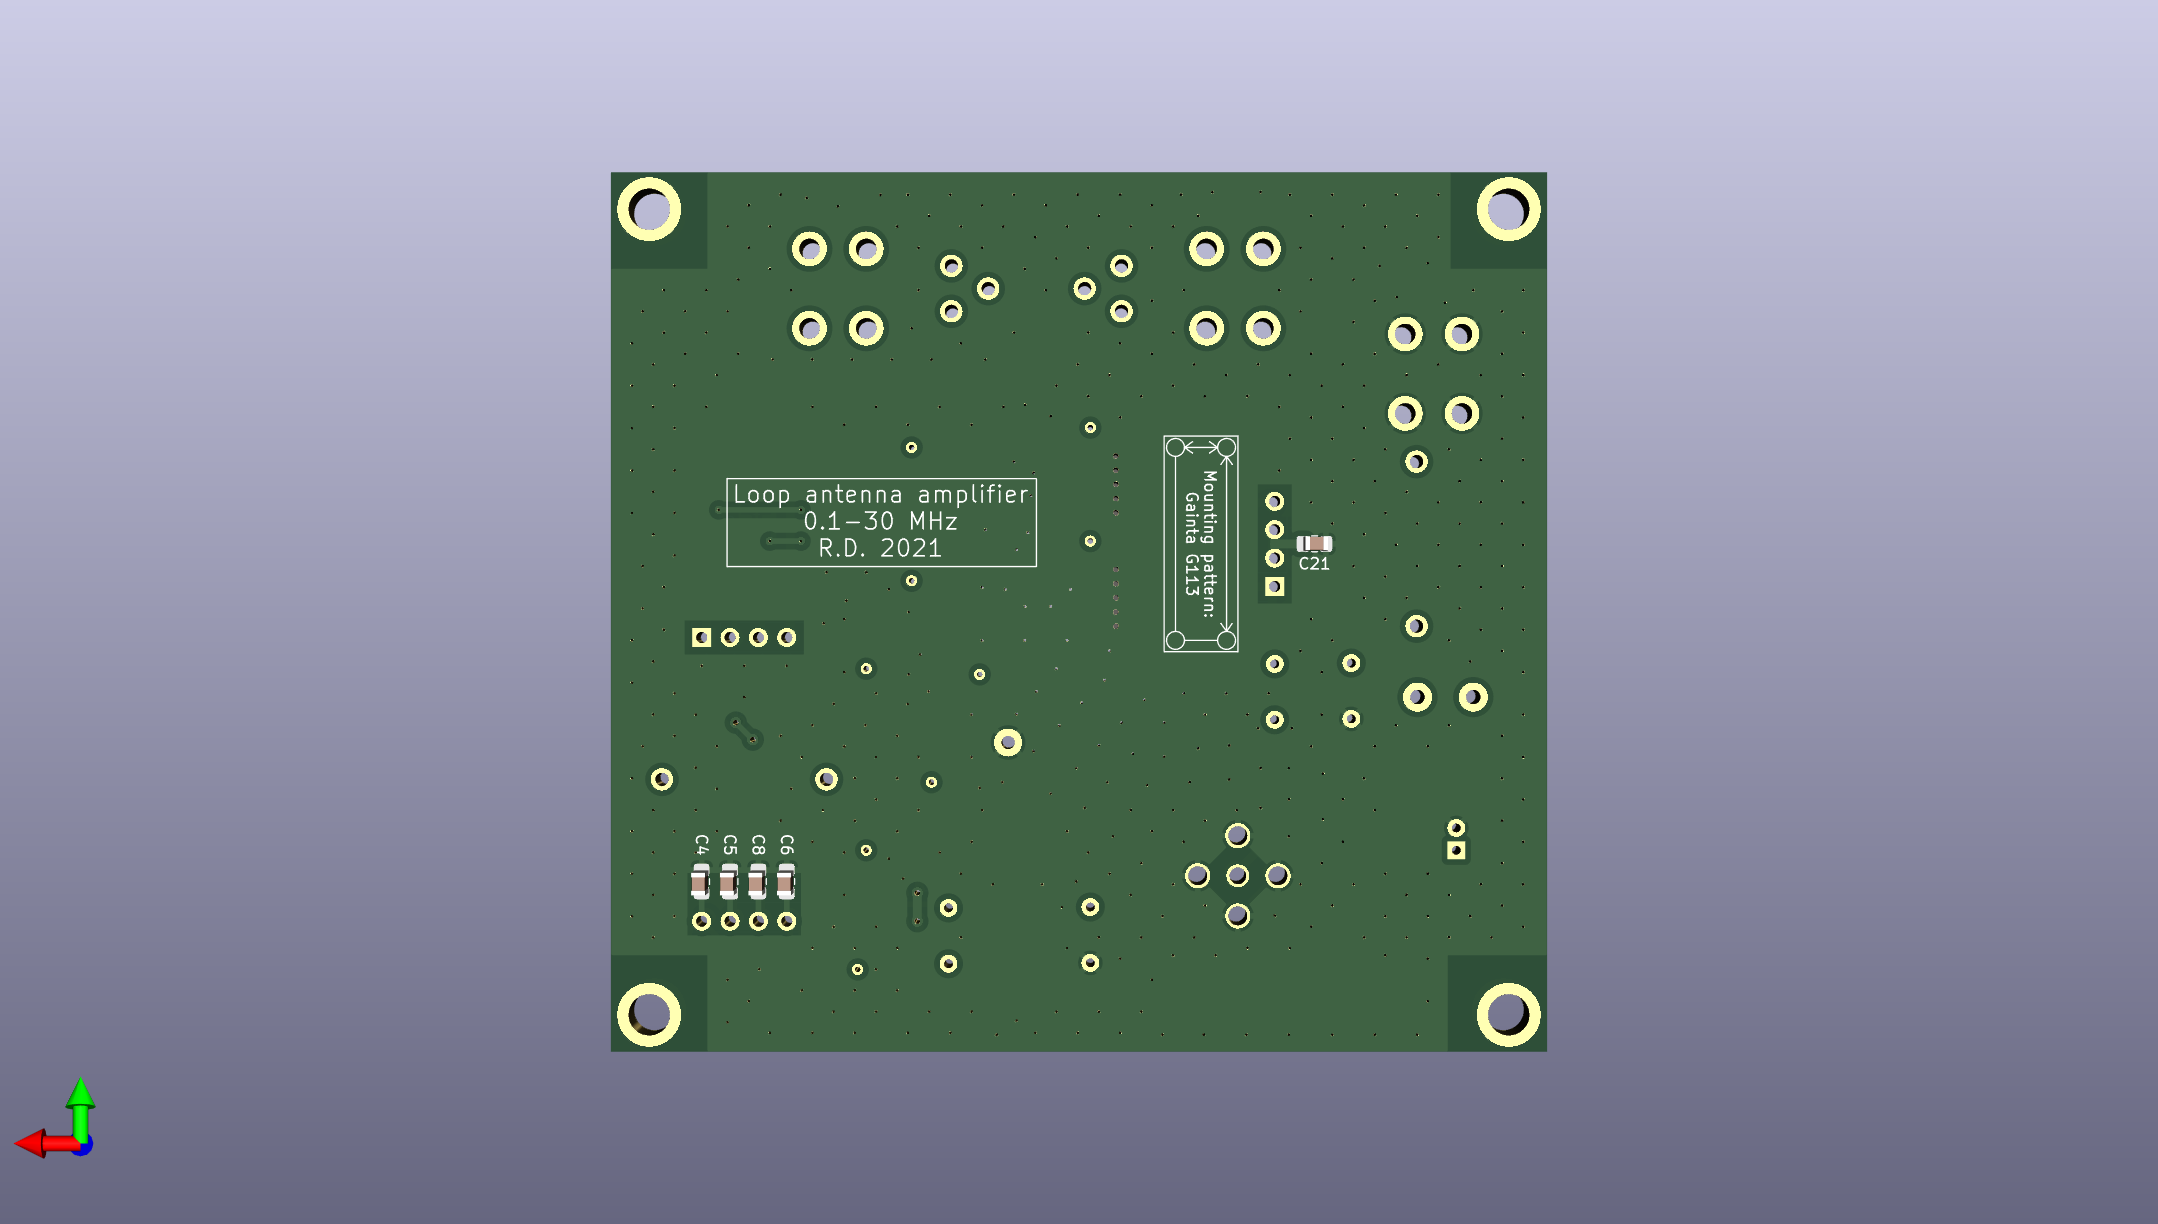 Loop antenna amplifier
0.1-30 MHz
R.D. 2021
Mounting pattern:
Gainta G113
C21
C4
C5
C8
C6